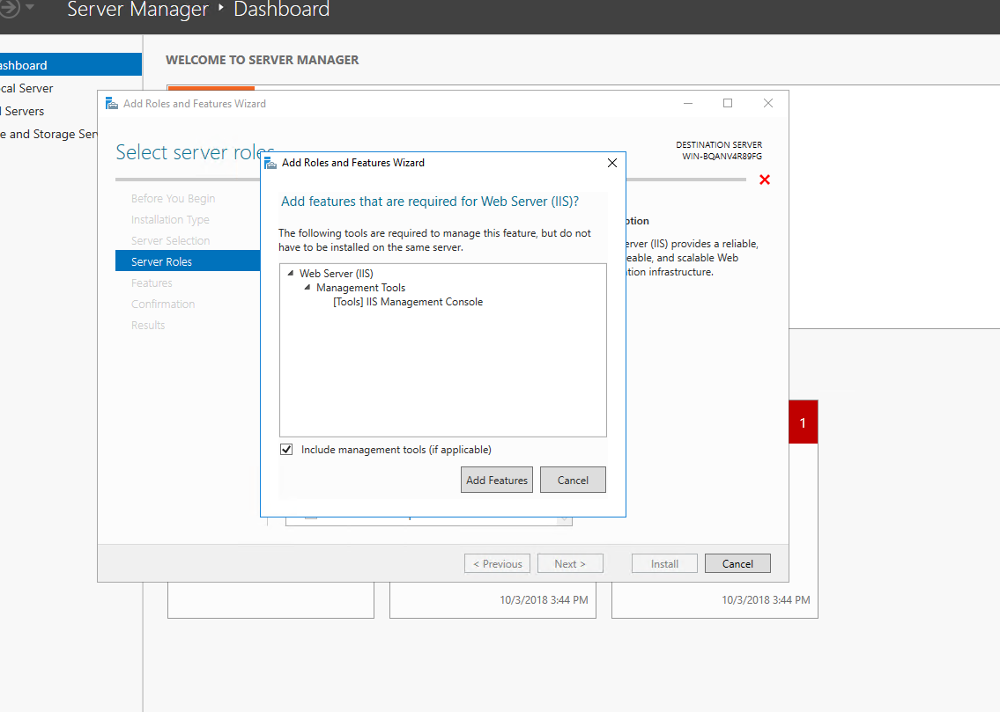 Server Manager ‣ Dashboard
ashboard
WELCOME TO SERVER MANAGER
cal Server
l Servers
e and Storage Ser
Add Roles and Features Wizard
Select server roles
DESTINATION SERVER
WIN-BQANV4R89FG
Before You Begin
Installation Type
Server Selection
Server Roles
Features
Confirmation
Results
Add Roles and Features Wizard
Add features that are required for Web Server (IIS)?
The following tools are required to manage this feature, but do not
have to be installed on the same server.
Web Server (IIS)
Management Tools
[Tools] IIS Management Console
Include management tools (if applicable)
Add Features
Cancel
ption
erver (IIS) provides a reliable,
eable, and scalable Web
tion infrastructure.
1
< Previous
Next >
Install
Cancel
10/3/2018 3:44 PM
10/3/2018 3:44 PM